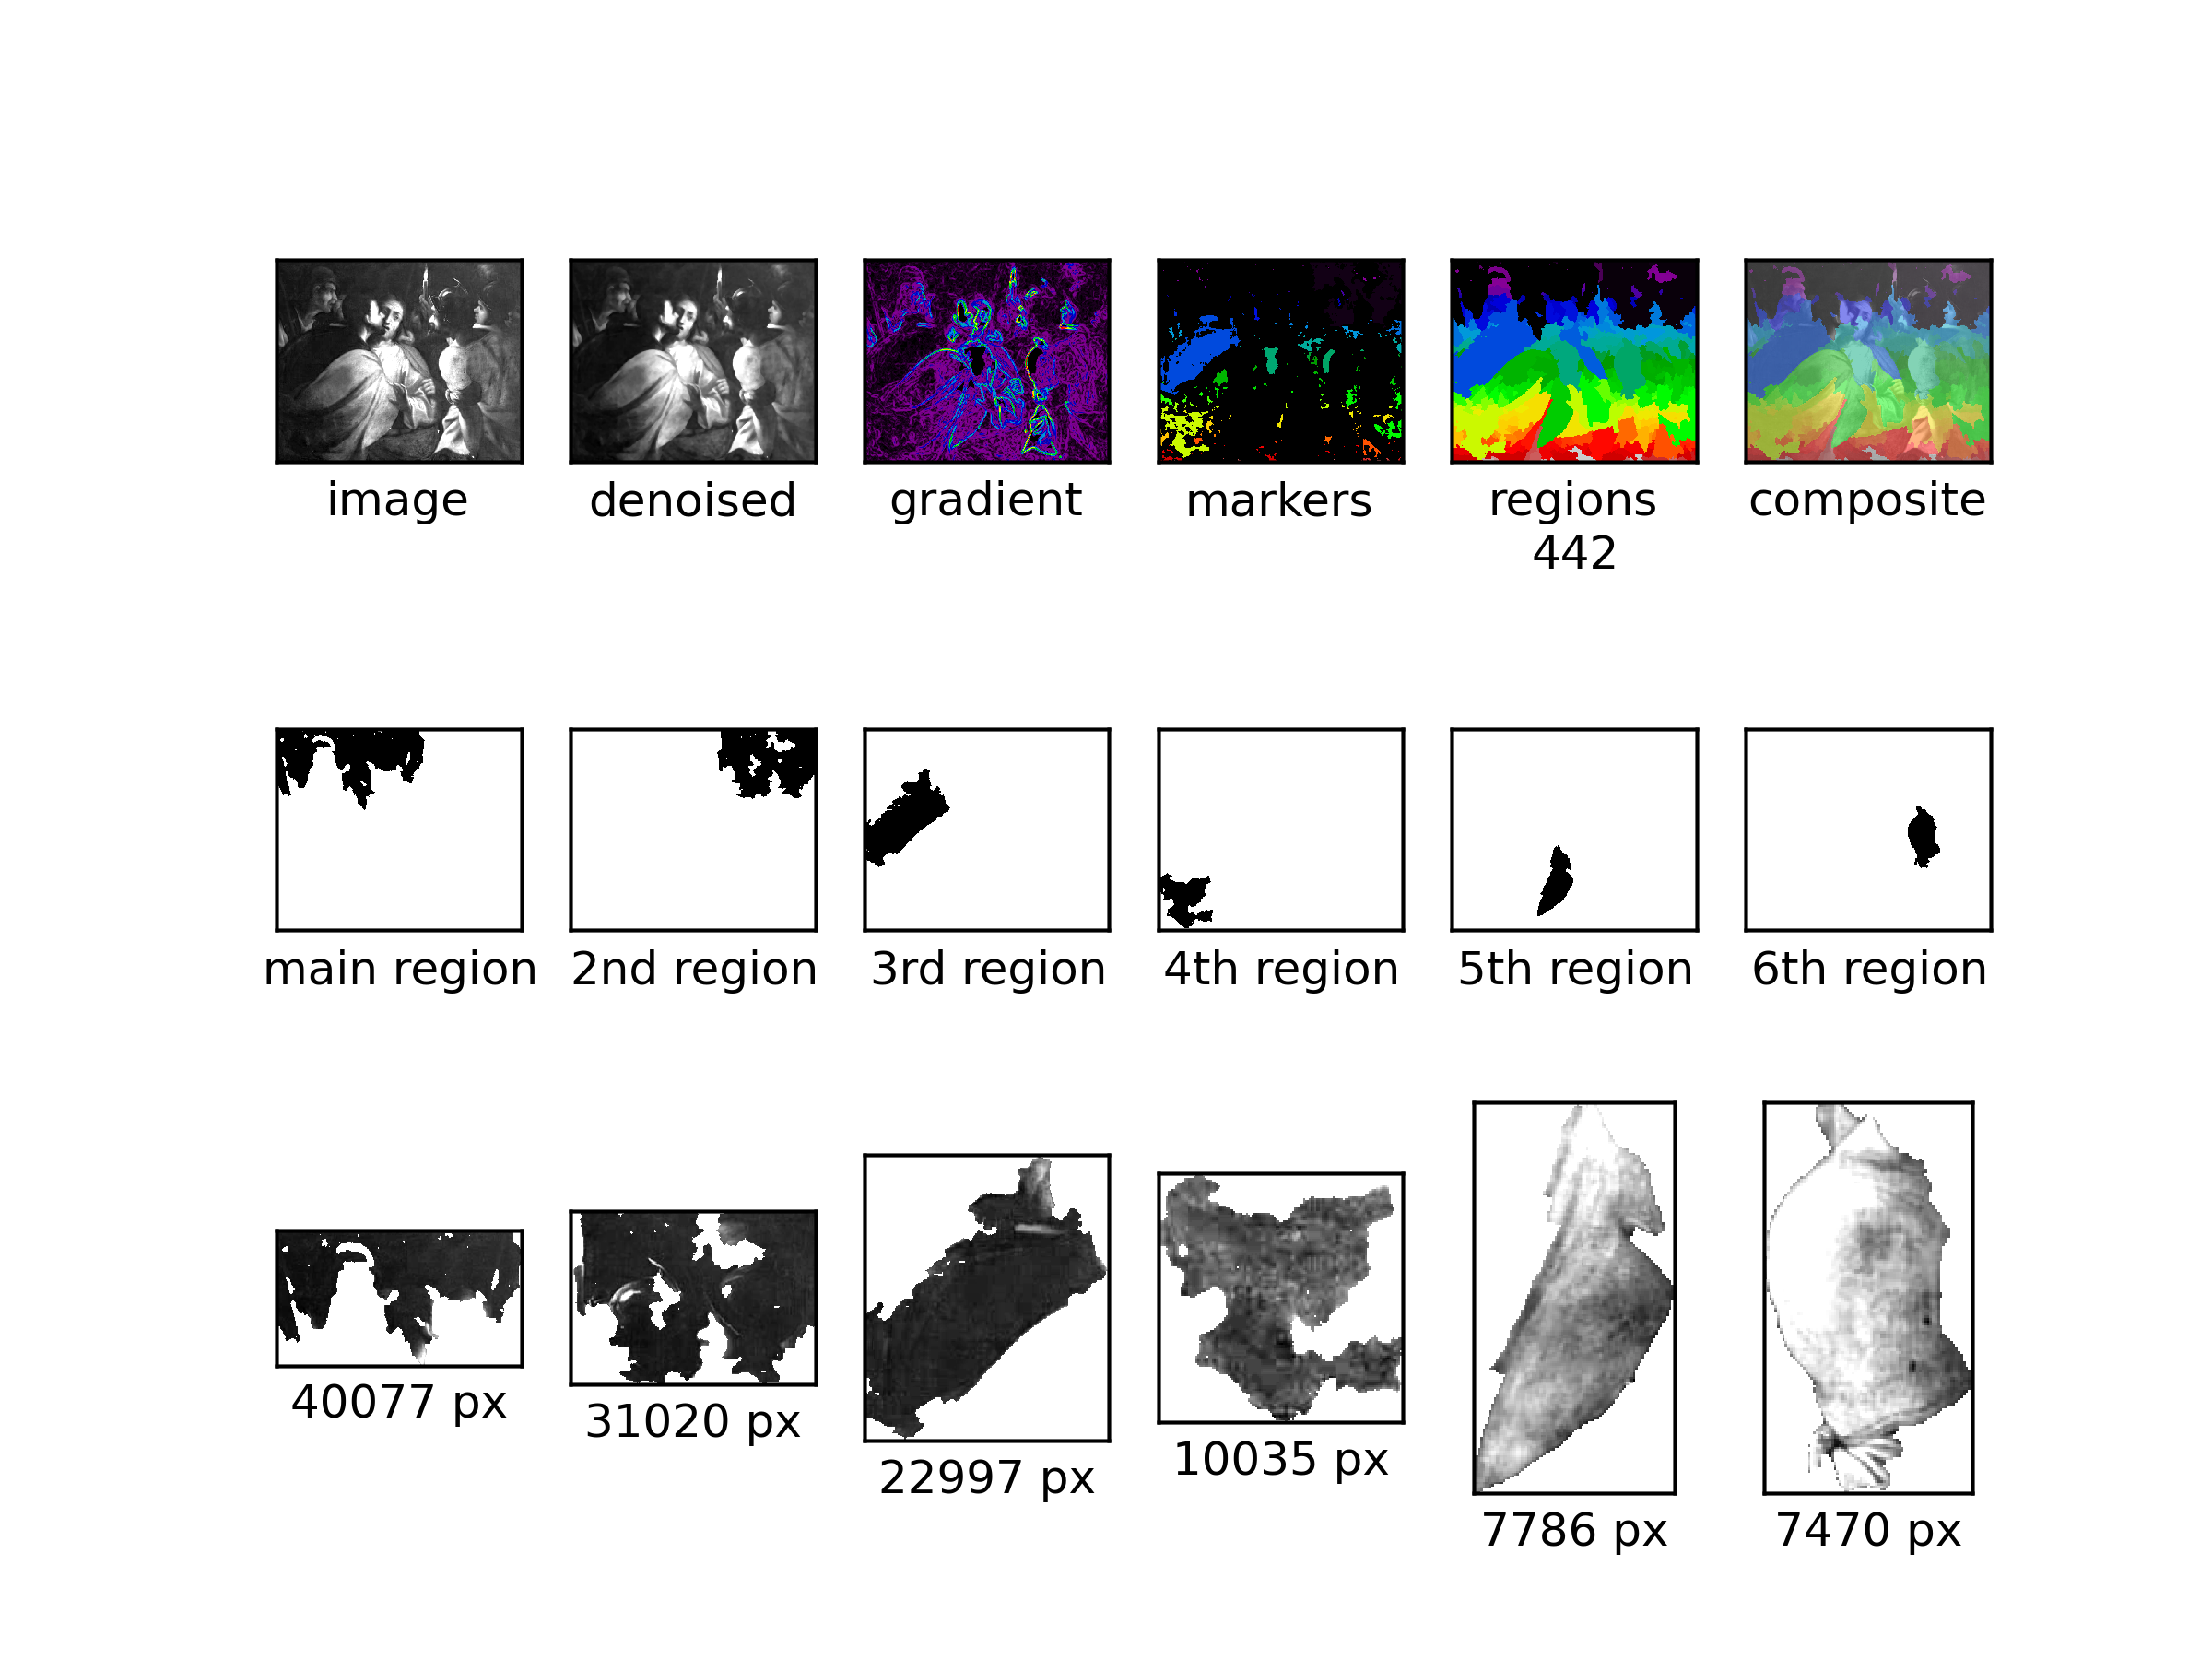 image
denoised
gradient
markers
regions
442
composite
main region
2nd region
3rd region
4th region
5th region
6th region
40077 px
31020 px
22997 px
10035 px
7786 px
7470 px